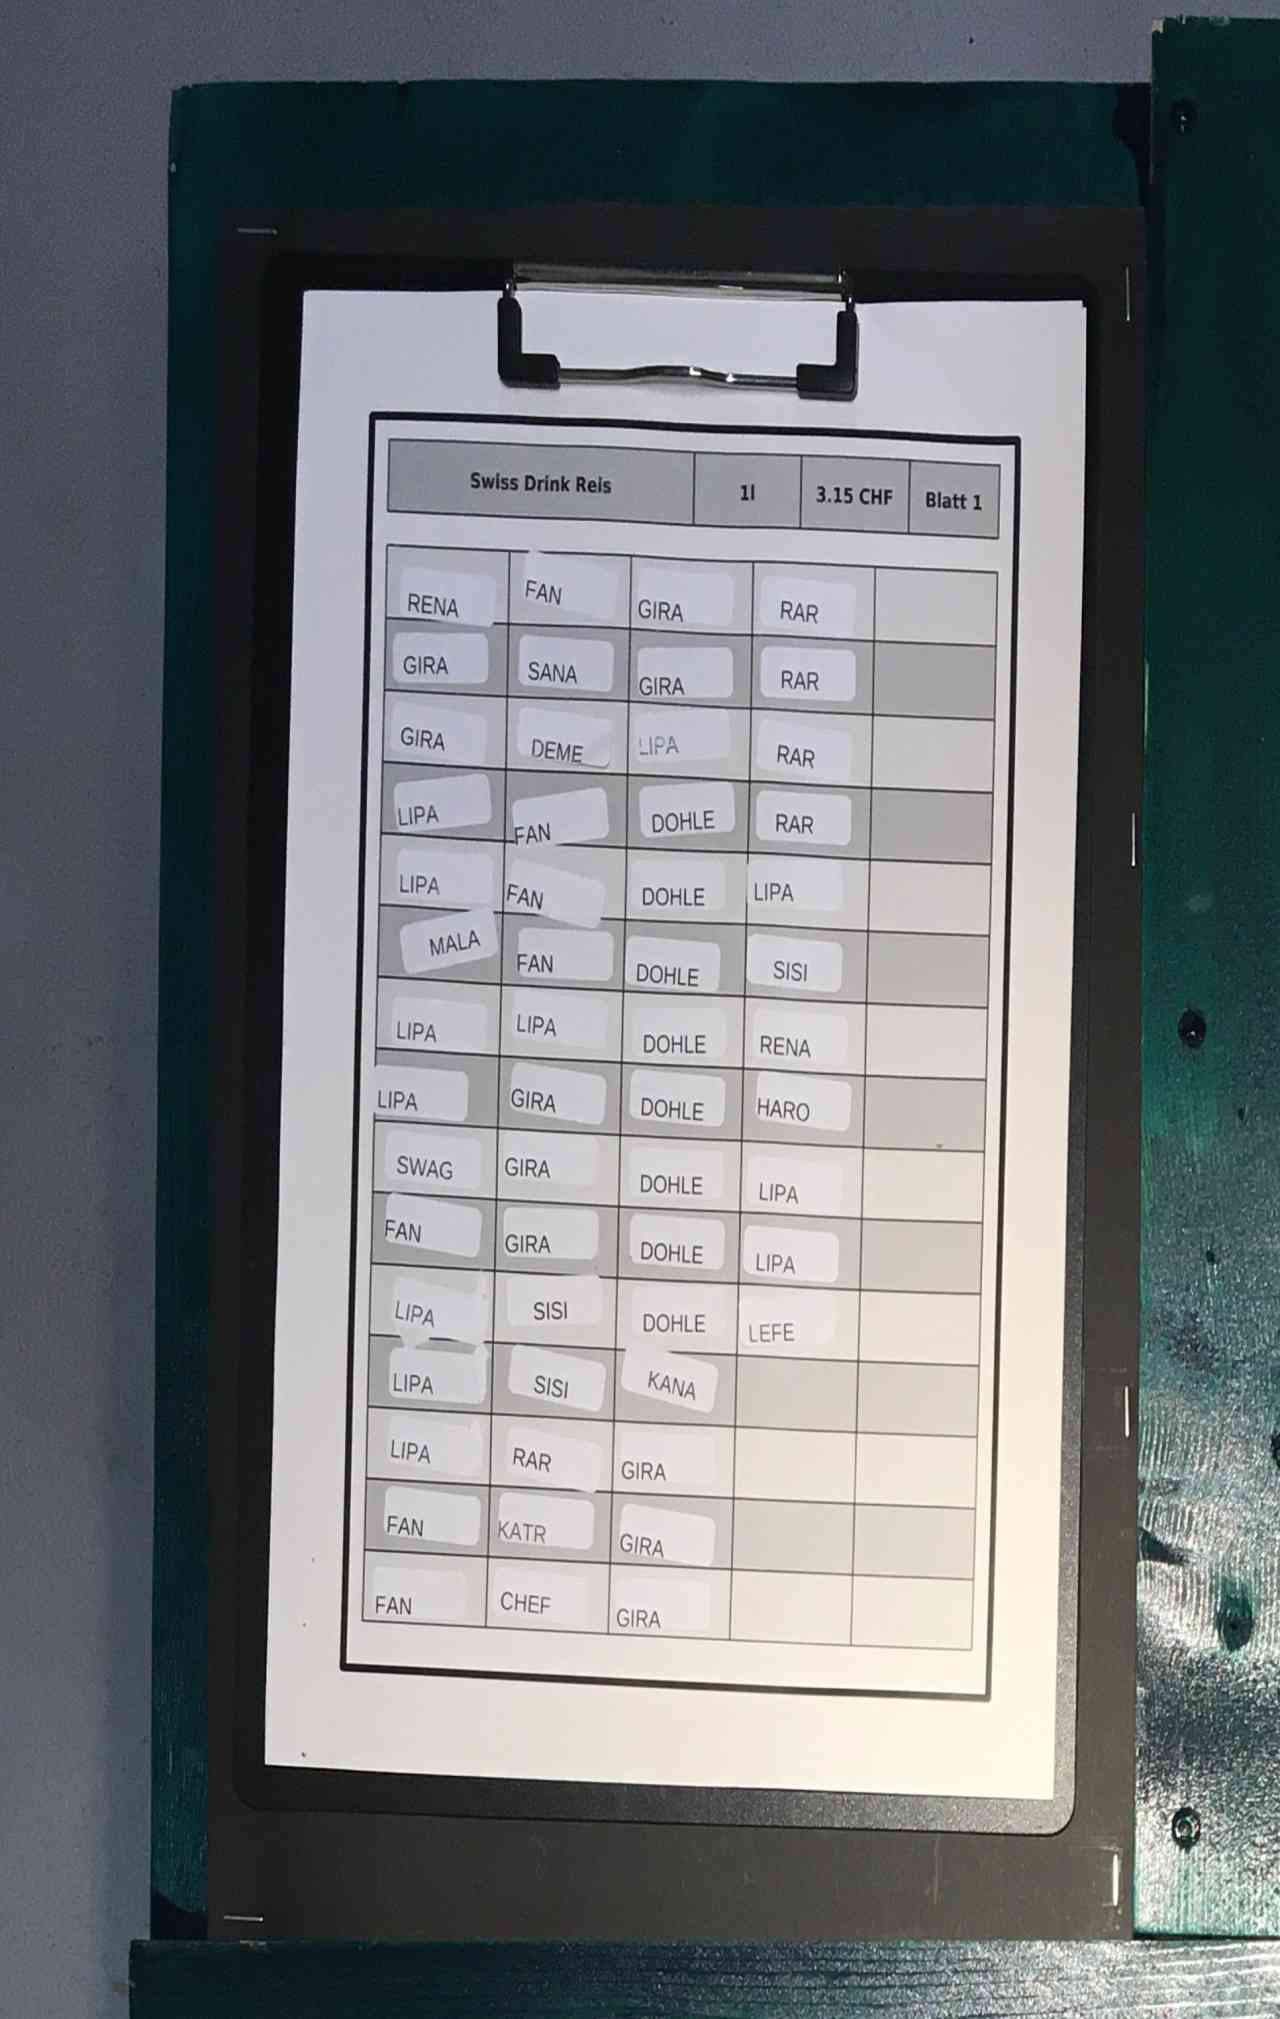 Swiss Drink Reis 1l 3.15 CHF Blatt 1
RENA FAN GIRA RAR
GIRA SANA GIRA RAR
GIRA DEME LIPA RAR
LIPA FAN DOHLE RAR
LIPA FAN DOHLE LIPA
MALA FAN DOHLE SISI
LIPA LIPA DOHLE RENA
LIPA GIRA DOHLE HARO
SWAG GIRA DOHLE LIPA
FAN GIRA DOHLE LIPA
LIPA SISI DOHLE LEFE
LIPA SISI KANA
LIPA RAR GIRA
FAN KATR GIRA
FAN CHEF GIRA